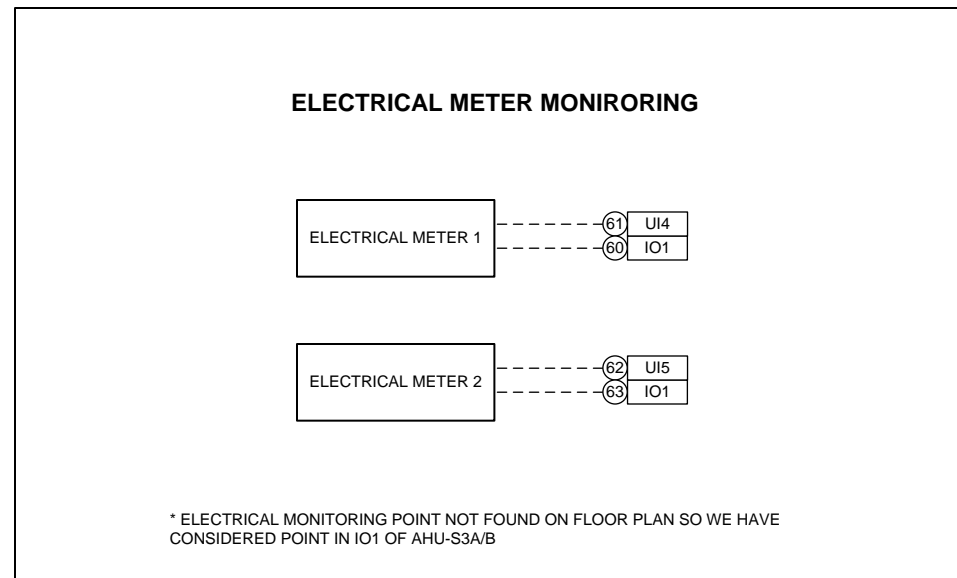 ELECTRICAL METER MONIRORING
ELECTRICAL METER 1
61 UI4
60 IO1
ELECTRICAL METER 2
62 UI5
63 IO1
* ELECTRICAL MONITORING POINT NOT FOUND ON FLOOR PLAN SO WE HAVE
CONSIDERED POINT IN IO1 OF AHU-S3A/B